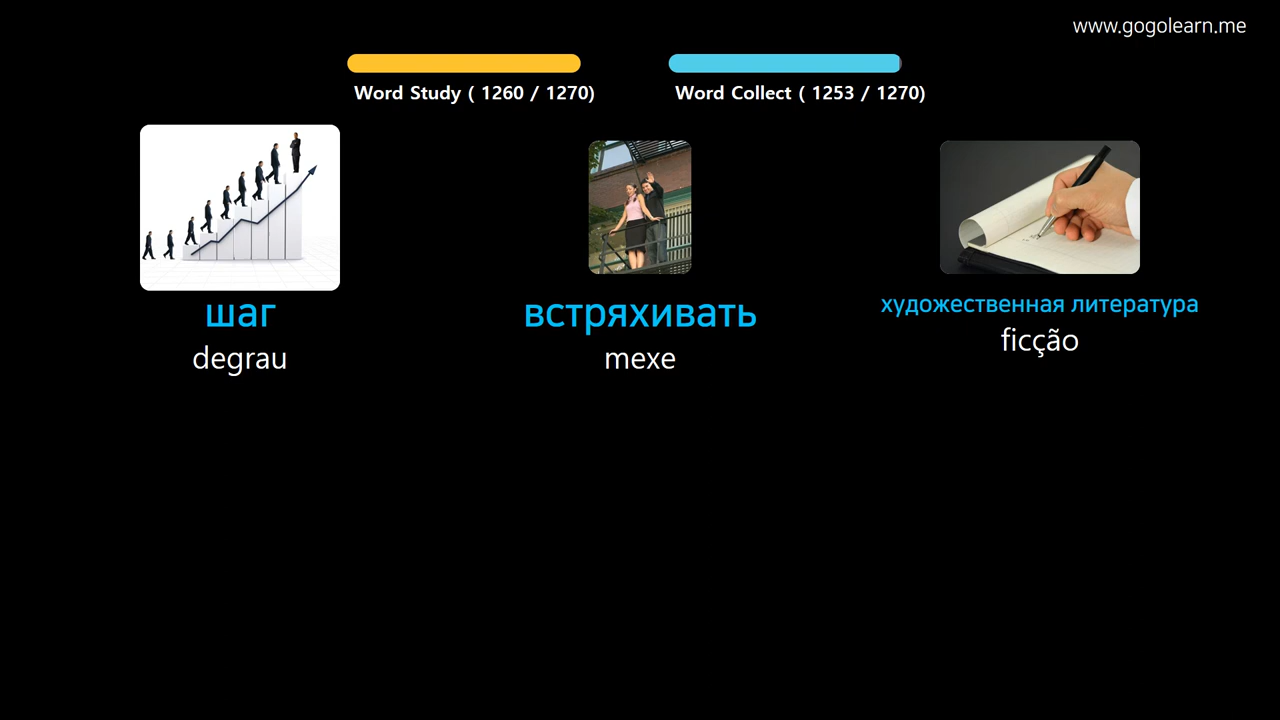 www.gogolearn.me
Word Study ( 1260 / 1270)
Word Collect ( 1253 / 1270)
шаг
degrau
встряхивать
mexe
художественная литература
ficção